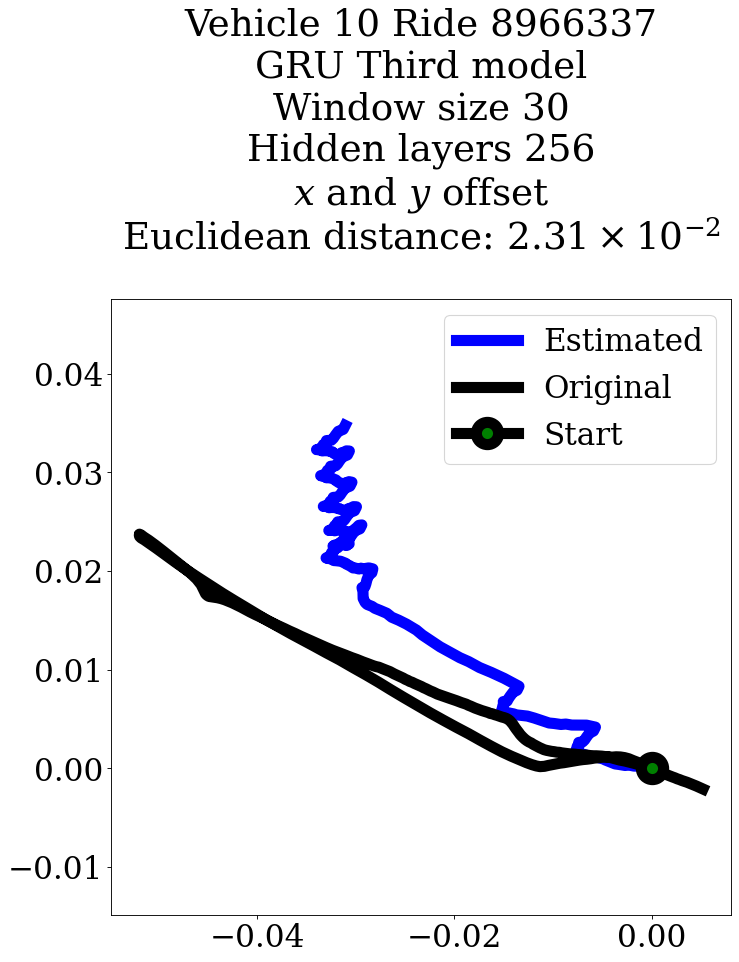 Vehicle 10 Ride 8966337
GRU Third model
Window size 30
Hidden layers 256
x and y offset
Euclidean distance: 2.31 × 10⁻²
Estimated
Original
Start
0.04
0.03
0.02
0.01
0.00
−0.01
−0.04
−0.02
0.00